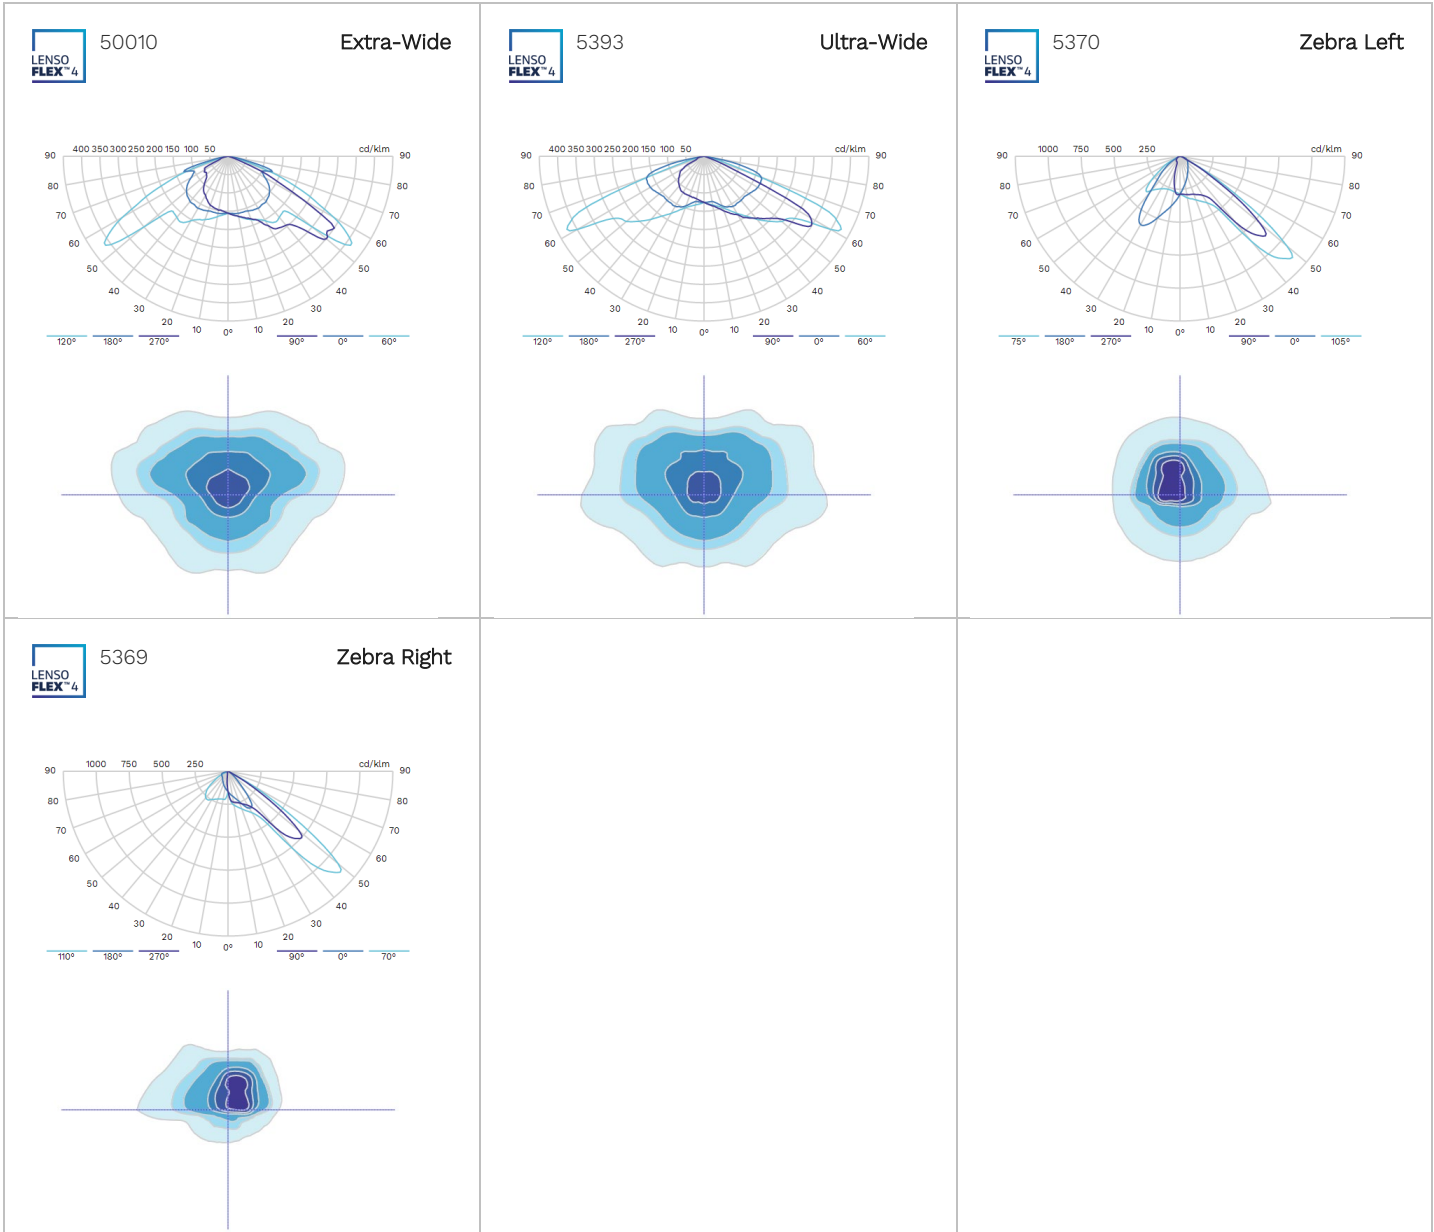 LENSO
FLEX™4
50010
Extra-Wide
90 400 350 300 250 200 150 100 50 cd/klm 90
80 80
70 70
60 60
50 50
40 40
30 30
20 10 0° 10 20
120° 180° 270° 90° 0° 60°
LENSO
FLEX™4
5393
Ultra-Wide
90 400 350 300 250 200 150 100 50 cd/klm 90
80 80
70 70
60 60
50 50
40 40
30 30
20 10 0° 10 20
120° 180° 270° 90° 0° 60°
LENSO
FLEX™4
5370
Zebra Left
90 1000 750 500 250 cd/klm 90
80 80
70 70
60 60
50 50
40 40
30 30
20 10 0° 10 20
75° 180° 270° 90° 0° 105°
LENSO
FLEX™4
5369
Zebra Right
90 1000 750 500 250 cd/klm 90
80 80
70 70
60 60
50 50
40 40
30 30
20 10 0° 10 20
110° 180° 270° 90° 0° 70°